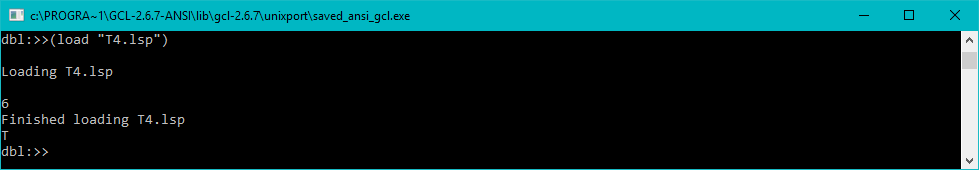 c:\PROGRA~1\GCL-2.6.7-ANSI\lib\gcl-2.6.7\unixport\saved_ansi_gcl.exe
dbl:>>(load "T4.lsp")
Loading T4.lsp
6
Finished loading T4.lsp
T
dbl:>>